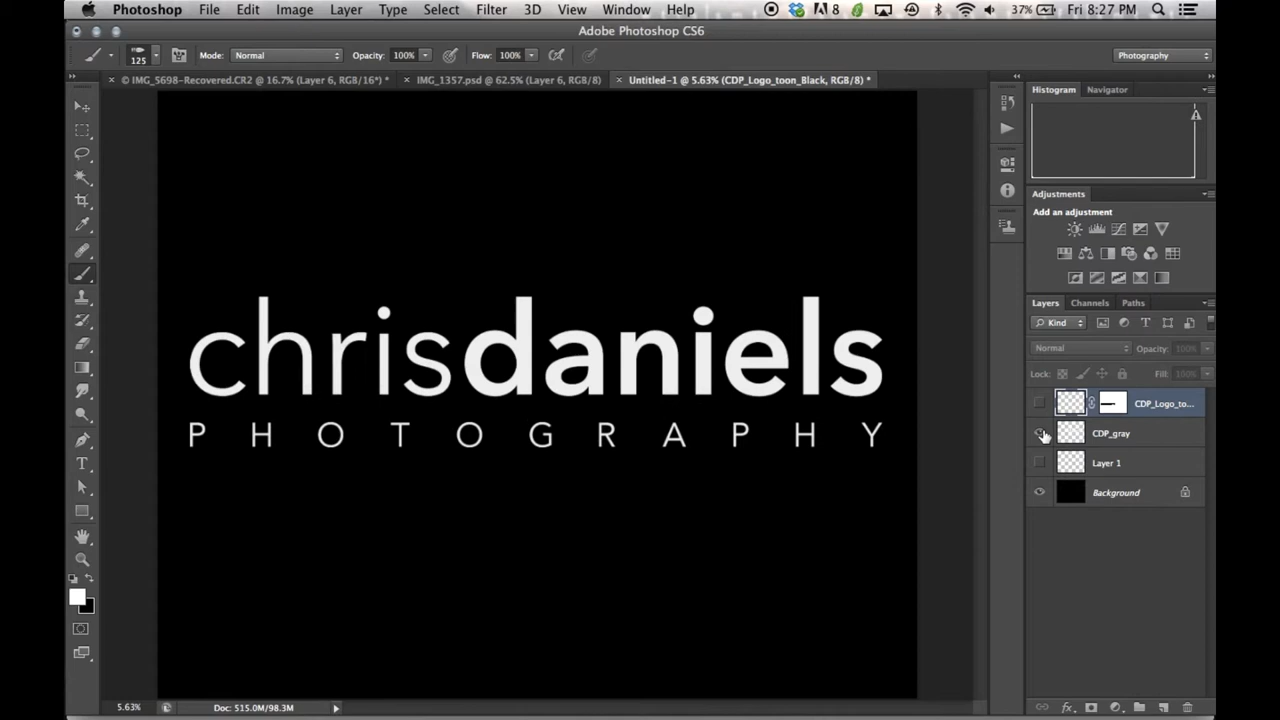 Photoshop File Edit Image Layer Type Select Filter 3D View Window Help 8 37% Fri 8:27 PM
Adobe Photoshop CS6
125 Mode: Normal Opacity: 100% Flow: 100% Photography
© IMG_5698-Recovered.CR2 @ 16.7% (Layer 6, RGB/16*) * IMG_1357.psd @ 62.5% (Layer 6, RGB/8) Untitled-1 @ 5.63% (CDP_Logo_toon_Black, RGB/8) *
Histogram Navigator
Adjustments
Add an adjustment
Layers Channels Paths
Kind
Normal Opacity: 100%
Lock: Fill: 100%
CDP_Logo_to...
CDP_gray
Layer 1
Background
chrisdaniels
PHOTOGRAPHY
5.63% Doc: 515.0M/98.3M